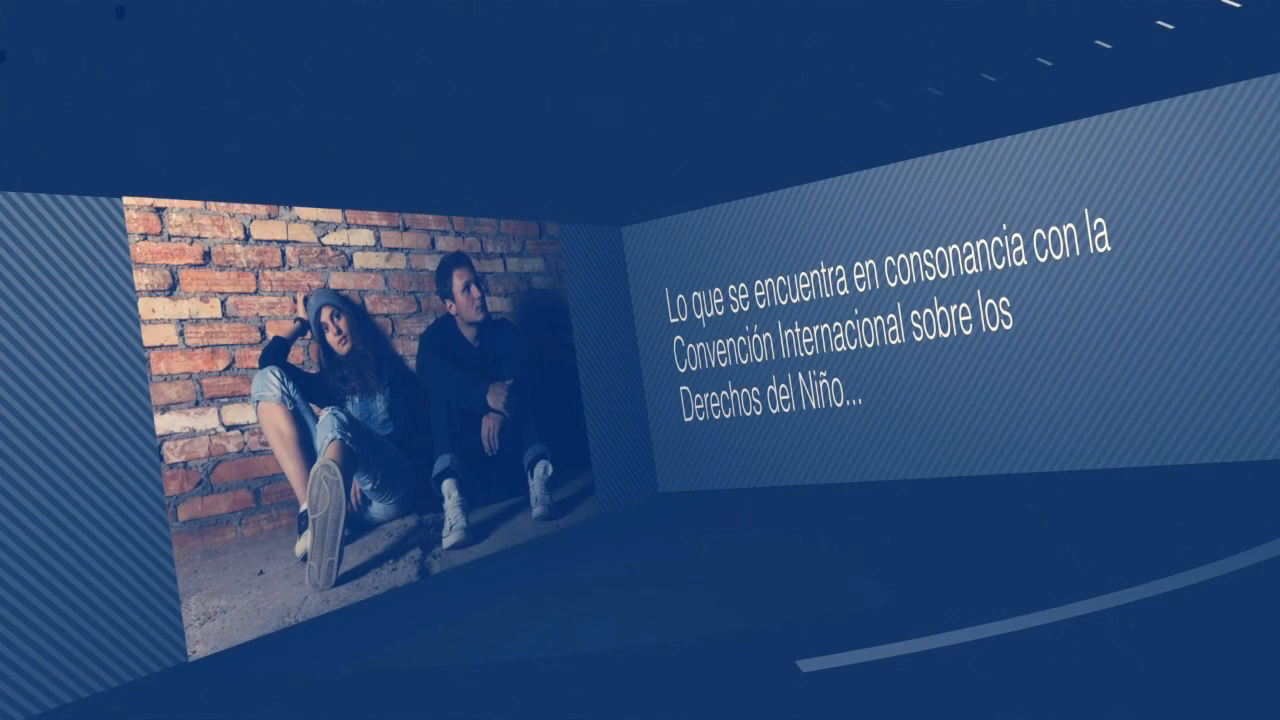 Lo que se encuentra en consonancia con la
Convención Internacional sobre los
Derechos del Niño...